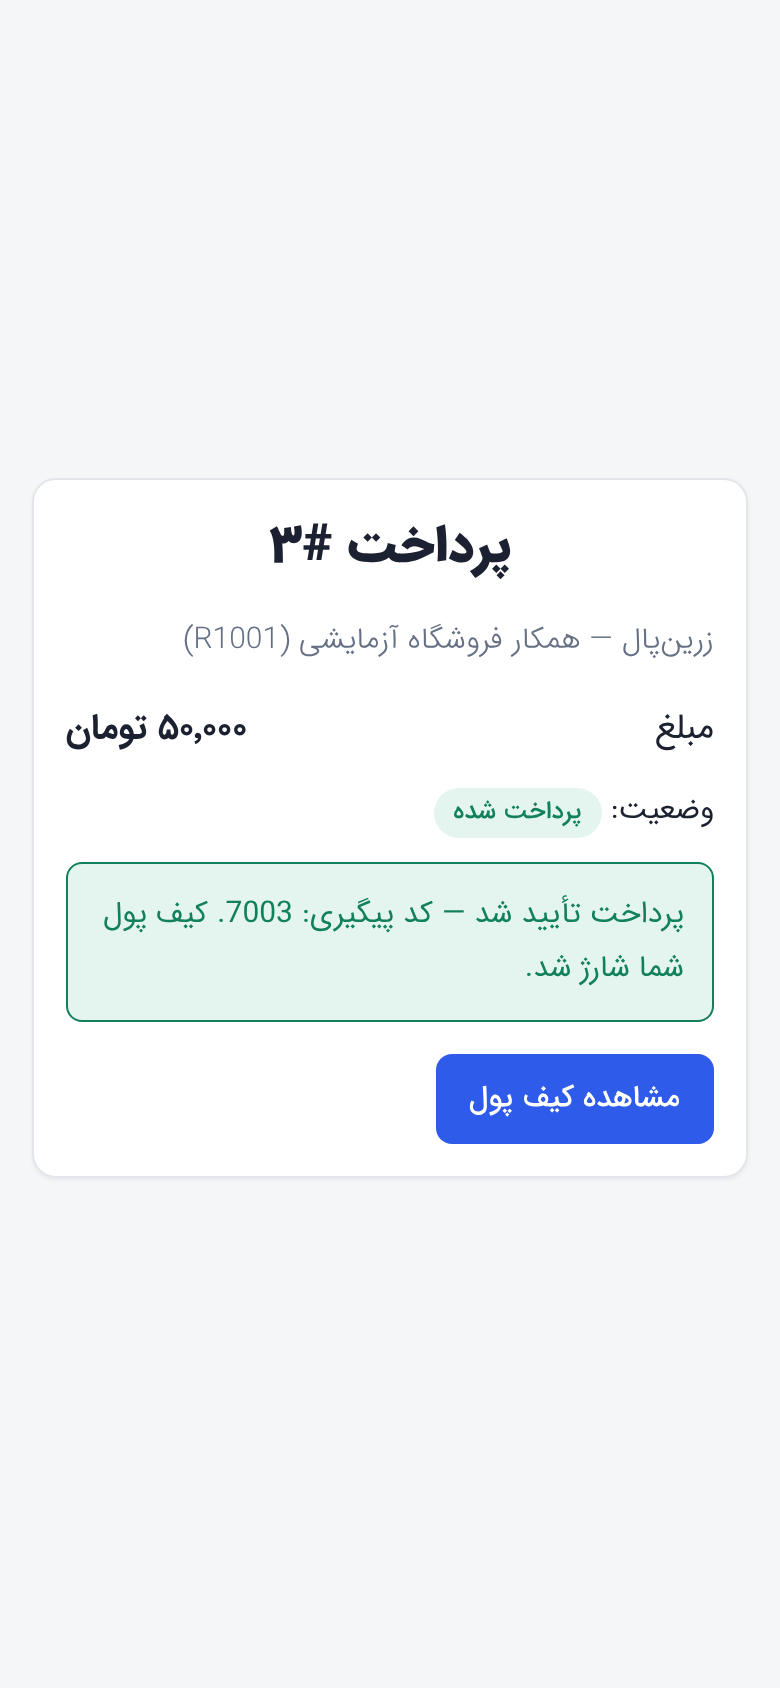 پرداخت #۳
زرین‌پال — همکار فروشگاه آزمایشی (R1001)
مبلغ ۵۰٬۰۰۰ تومان
وضعیت: پرداخت شده
پرداخت تأیید شد — کد پیگیری: 7003. کیف پول
شما شارژ شد.
مشاهده کیف پول